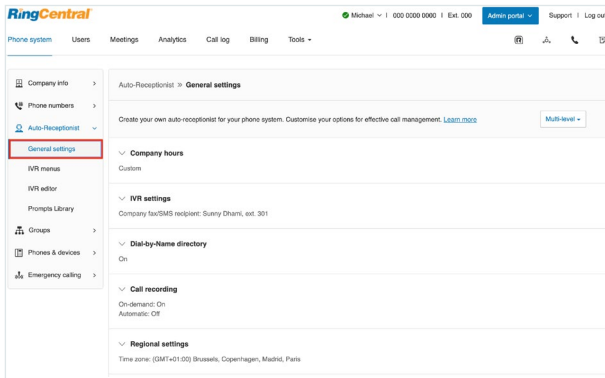 RingCentral
Michael | 000 0000 0000 | Ext. 000
Admin portal
Support | Log out
Phone system
Users
Meetings
Analytics
Call log
Billing
Tools
Company info
Phone numbers
Auto-Receptionist
General settings
IVR menus
IVR editor
Prompts Library
Groups
Phones & devices
Emergency calling
Auto-Receptionist » General settings
Create your own auto-receptionist for your phone system. Customise your options for effective call management. Learn more
Multi-level
Company hours
Custom
IVR settings
Company fax/SMS recipient: Sunny Dhami, ext. 301
Dial-by-Name directory
On
Call recording
On-demand: On
Automatic: Off
Regional settings
Time zone: (GMT+01:00) Brussels, Copenhagen, Madrid, Paris